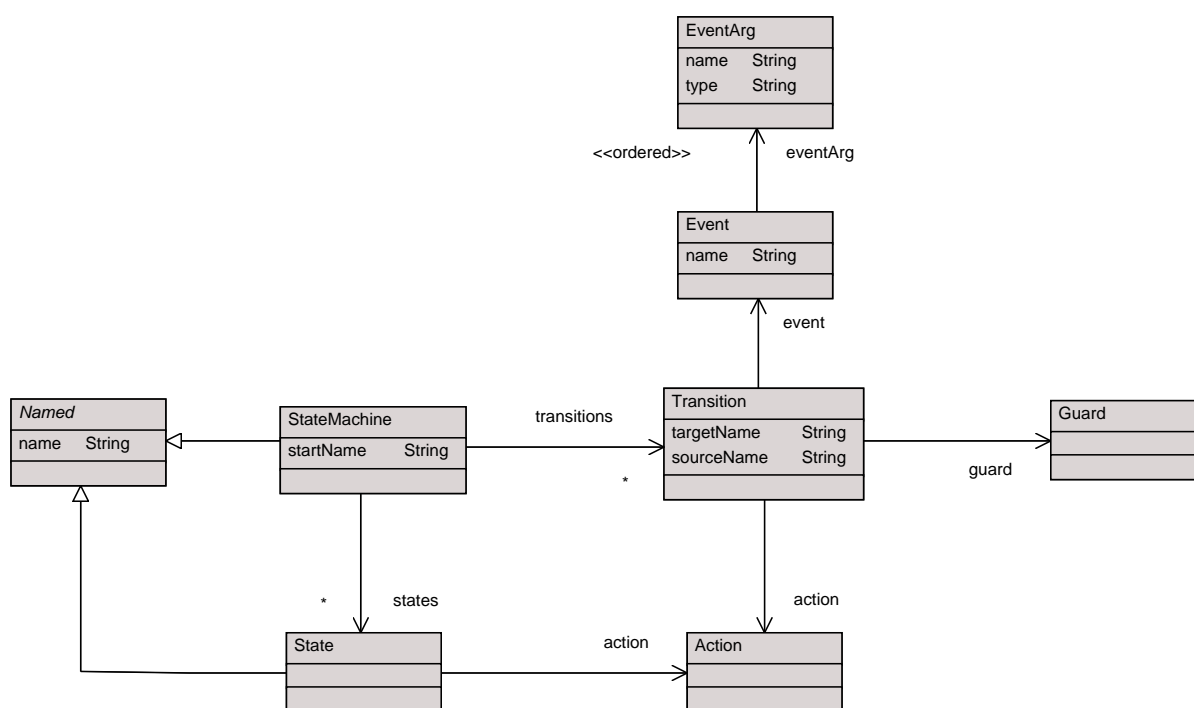 EventArg
name String
type String
<<ordered>> eventArg
Event
name String
event
Named
name String
StateMachine
startName String
transitions
*
Transition
targetName String
sourceName String
Guard
guard
* states
action
State
action
Action